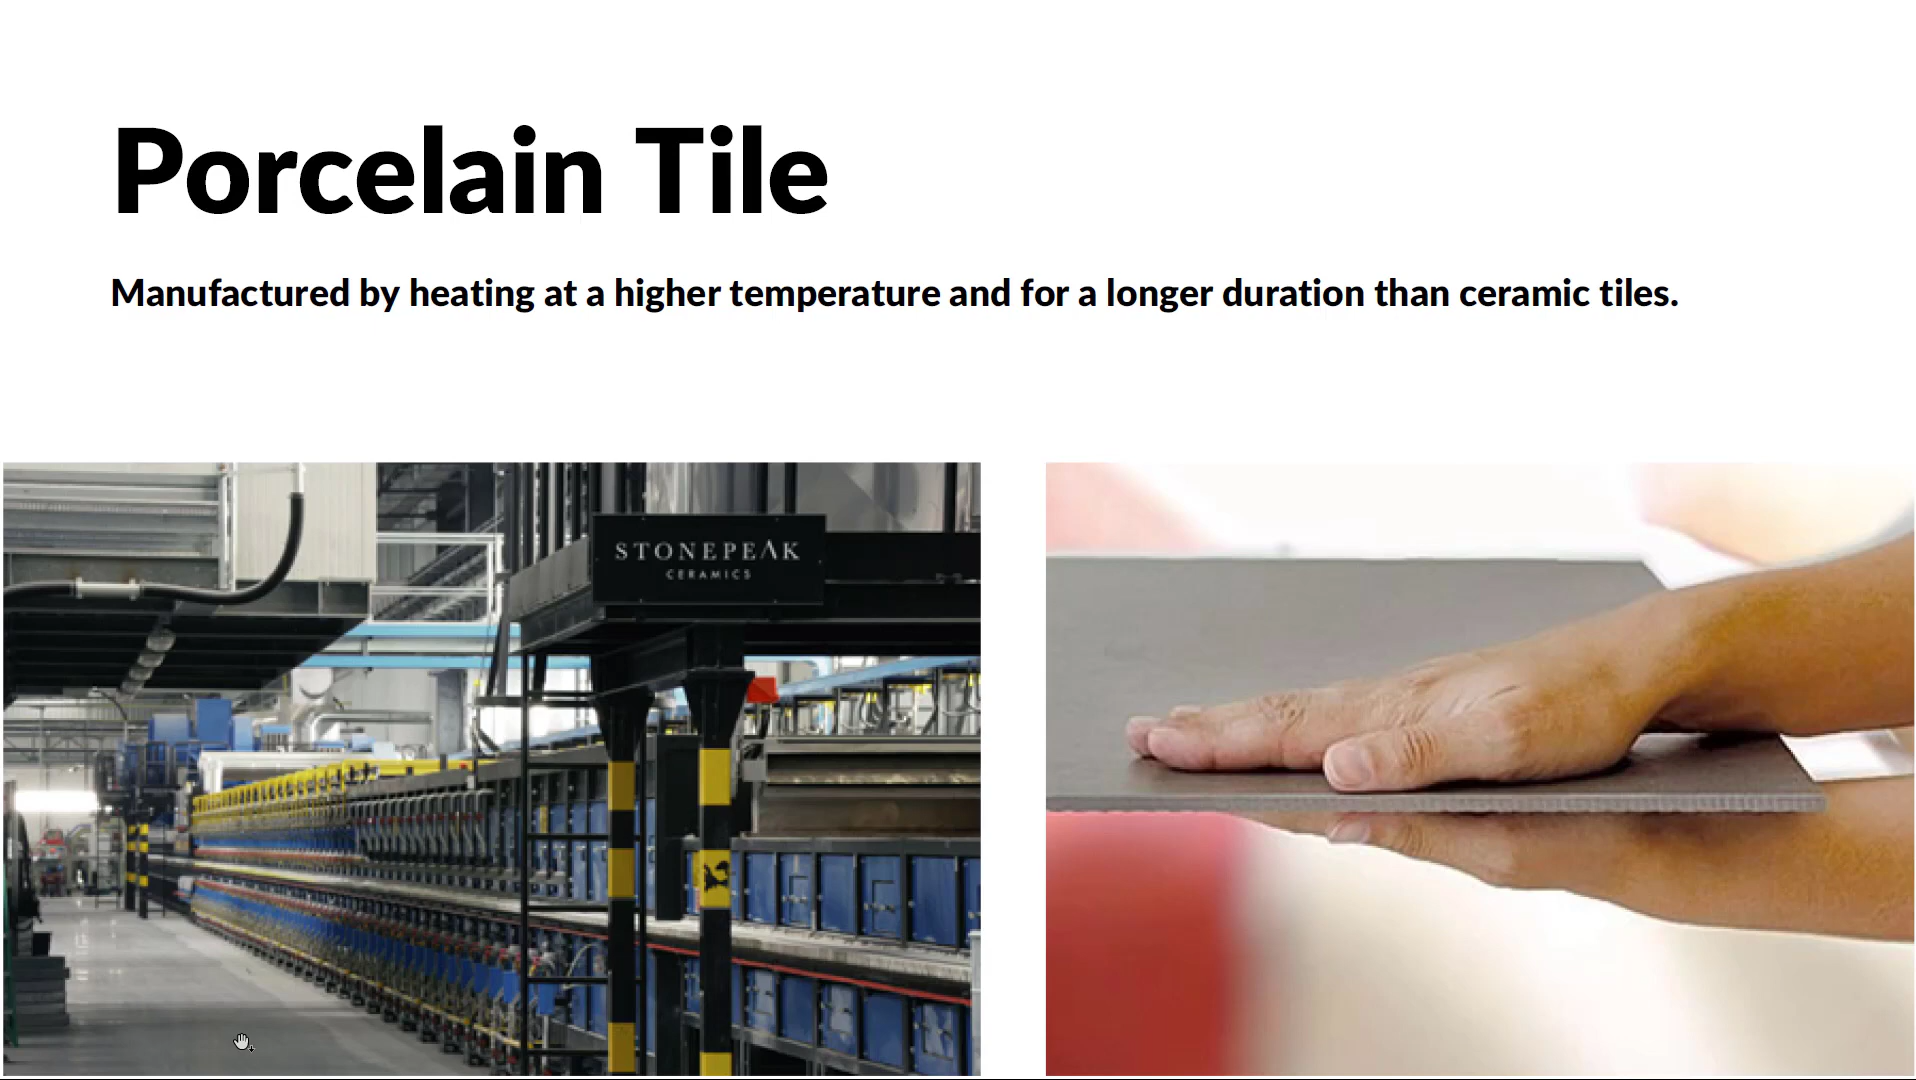 Porcelain Tile
Manufactured by heating at a higher temperature and for a longer duration than ceramic tiles.
STONEPEAK
CERAMICS